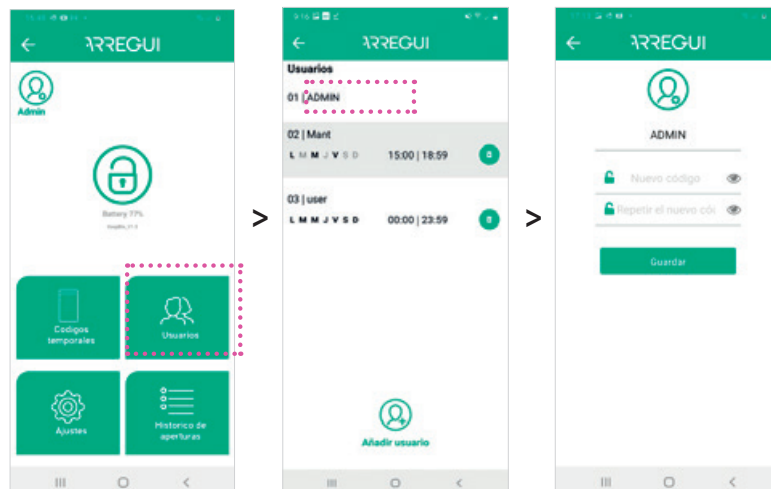 ARREGUI
Admin
Battery 77%
Codigos
temporales
Usuarios
Ajustes
Historico de
aperturas
>
9:16
ARREGUI
Usuarios
01 | ADMIN
02 | Mant
L M M J V S D 15:00 | 18:59
03 | user
L M M J V S D 00:00 | 23:59
Añadir usuario
>
ARREGUI
ADMIN
Nuevo código
Repetir el nuevo cód
Guardar